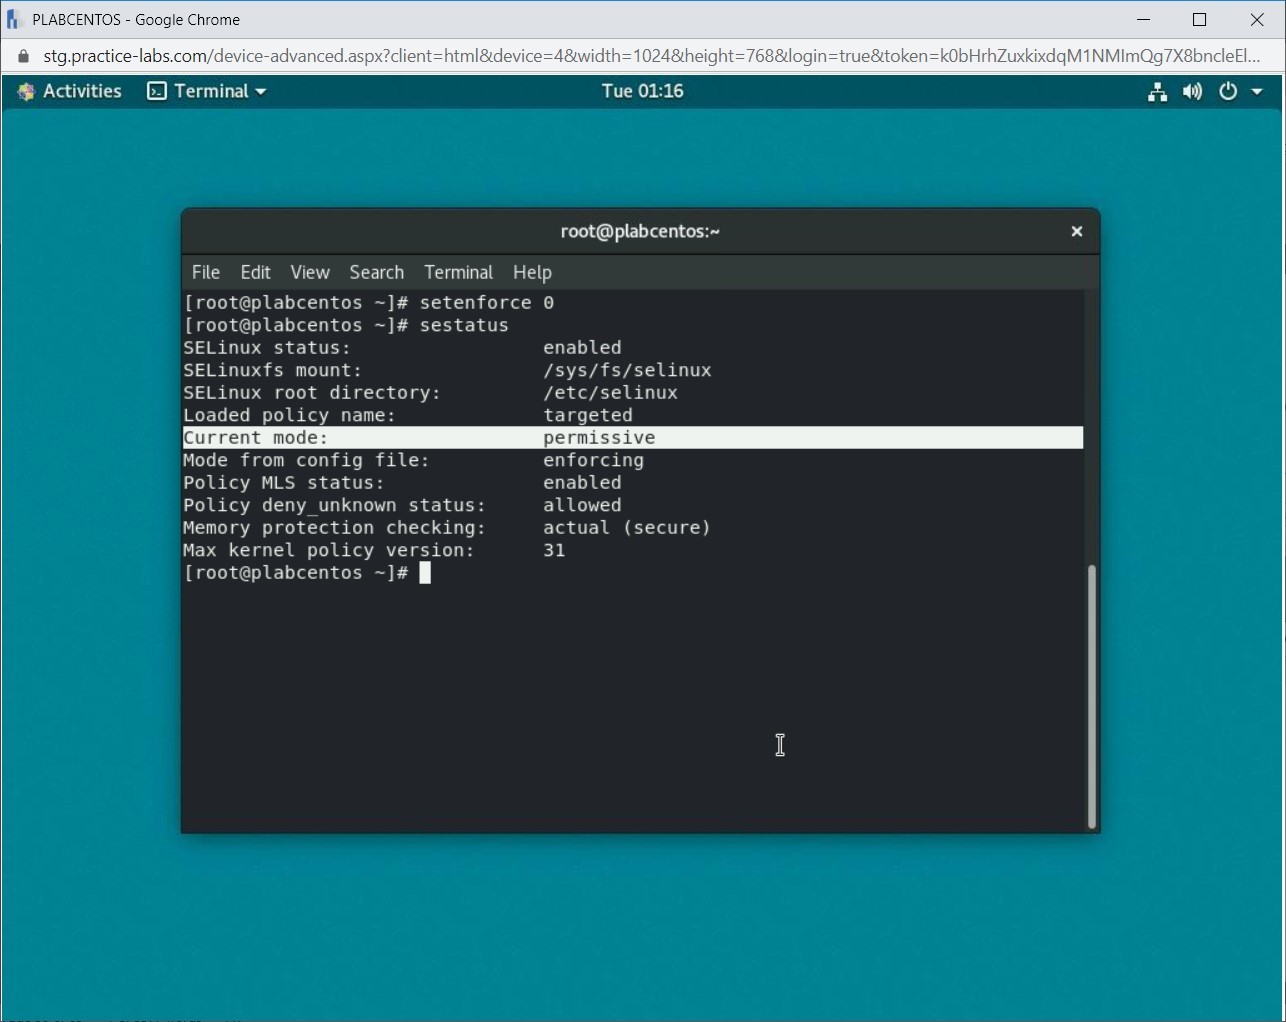 PLABCENTOS - Google Chrome
stg.practice-labs.com/device-advanced.aspx?client=html&device=4&width=1024&height=768&login=true&token=k0bHrhZuxkixdqM1NMImQg7X8bncleEl...
Activities Terminal Tue 01:16
root@plabcentos:~
File Edit View Search Terminal Help
[root@plabcentos ~]# setenforce 0
[root@plabcentos ~]# sestatus
SELinux status: enabled
SELinuxfs mount: /sys/fs/selinux
SELinux root directory: /etc/selinux
Loaded policy name: targeted
Current mode: permissive
Mode from config file: enforcing
Policy MLS status: enabled
Policy deny_unknown status: allowed
Memory protection checking: actual (secure)
Max kernel policy version: 31
[root@plabcentos ~]#